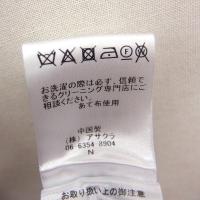 お洗濯の際は必ず、信頼で
きるクリーニング専門店にご
相談ください。
あて布使用
中国製
(株) アサクラ
06 6354 8904
N
お取り扱い上の御注意